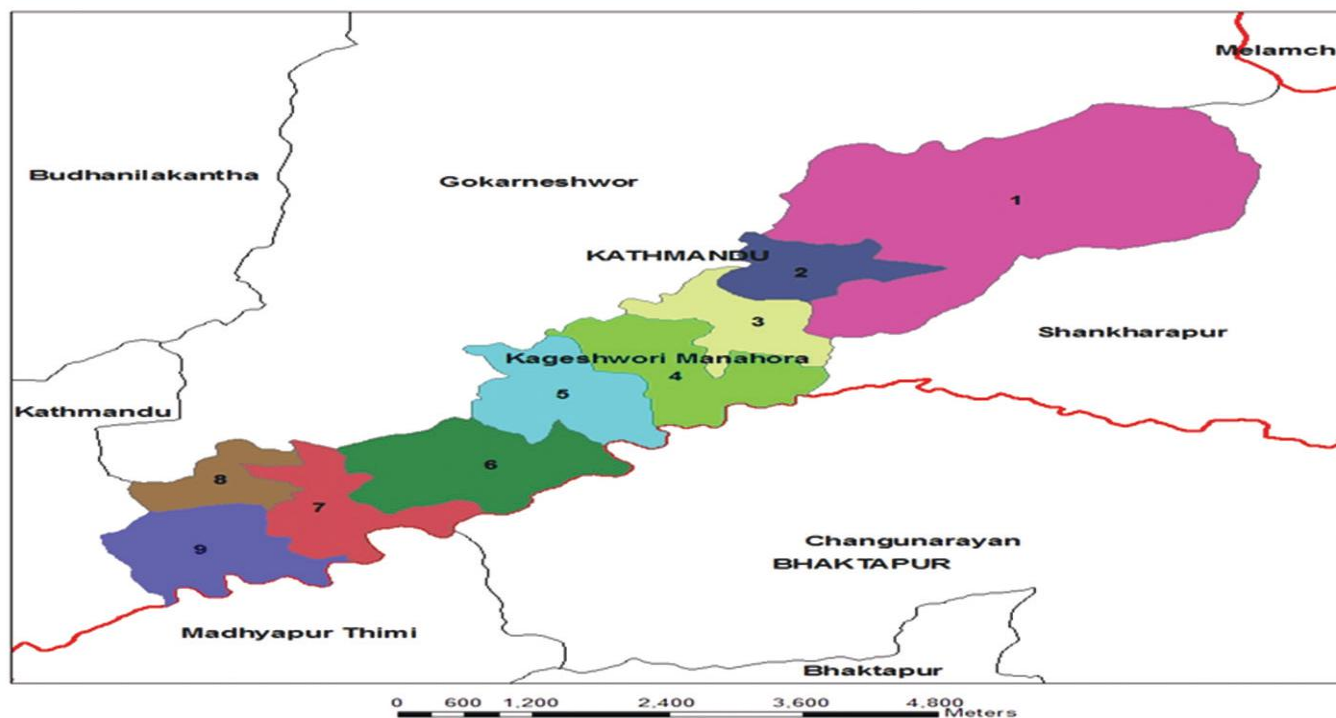 Melamch
Budhanilakantha
Gokarneshwor
1
KATHMANDU
2
3
Shankharapur
Kageshwori Manahora
4
5
Kathmandu
6
8
7
9
Changunarayan
BHAKTAPUR
Madhyapur Thimi
Bhaktapur
0 600 1,200 2,400 3,600 4,800
Meters